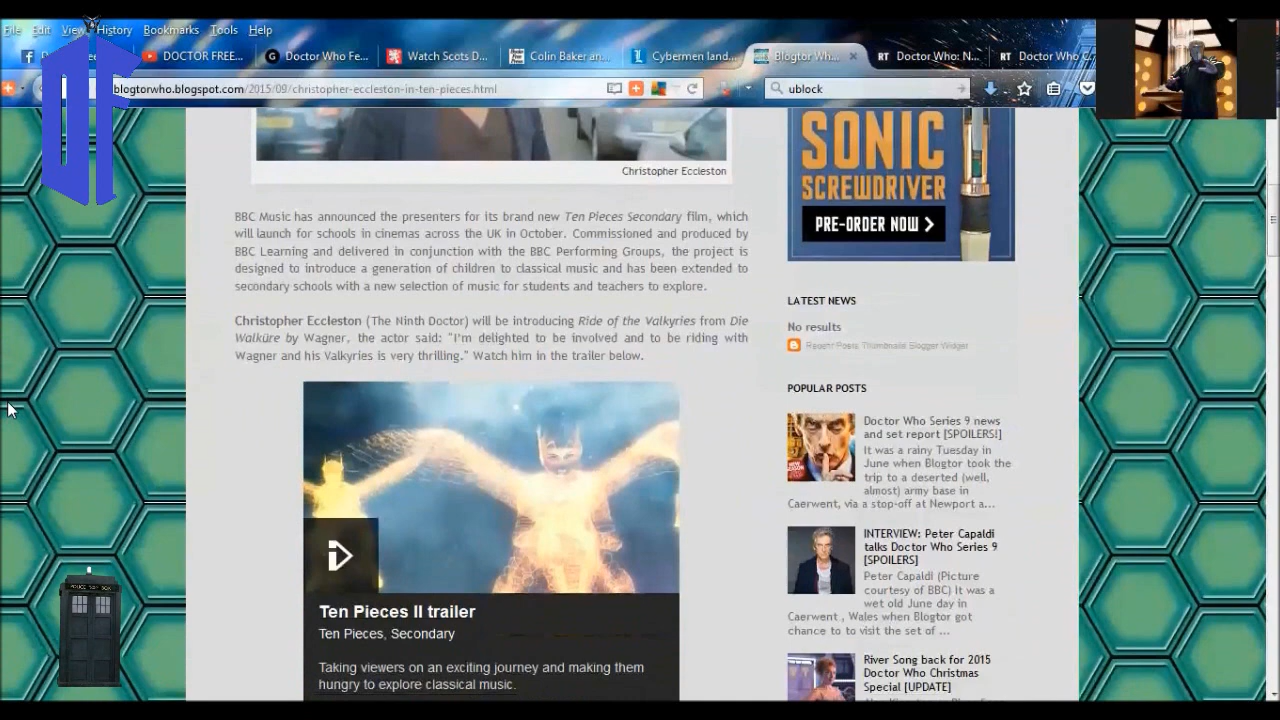 File Edit View History Bookmarks Tools Help
DOCTOR FREE...
Doctor Who Fe...
Watch Scots D...
Colin Baker an...
Cybermen land...
Blogtor Wh...
Doctor Who: N...
Doctor Who C
blogtorwho.blogspot.com/2015/09/christopher-eccleston-in-ten-pieces.html
ublock
Christopher Eccleston
BBC Music has announced the presenters for its brand new Ten Pieces Secondary film, which
will launch for schools in cinemas across the UK in October. Commissioned and produced by
BBC Learning and delivered in conjunction with the BBC Performing Groups, the project is
designed to introduce a generation of children to classical music and has been extended to
secondary schools with a new selection of music for students and teachers to explore.
Christopher Eccleston (The Ninth Doctor) will be introducing Ride of the Valkyries from Die
Walküre by Wagner, the actor said: "I'm delighted to be involved and to be riding with
Wagner and his Valkyries is very thrilling." Watch him in the trailer below.
Ten Pieces II trailer
Ten Pieces, Secondary
Taking viewers on an exciting journey and making them
hungry to explore classical music.
SONIC
SCREWDRIVER
PRE-ORDER NOW
LATEST NEWS
No results
Recent Posts Thumbnails Blogger Widget
POPULAR POSTS
Doctor Who Series 9 news
and set report [SPOILERS!]
It was a rainy Tuesday in
June when Blogtor took the
trip to a deserted (well,
almost) army base in
Caerwent, via a stop-off at Newport a...
INTERVIEW: Peter Capaldi
talks Doctor Who Series 9
[SPOILERS]
Peter Capaldi (Picture
courtesy of BBC) It was a
wet old June day in
Caerwent , Wales when Blogtor got
chance to to visit the set of ...
River Song back for 2015
Doctor Who Christmas
Special [UPDATE]
POLICE BOX